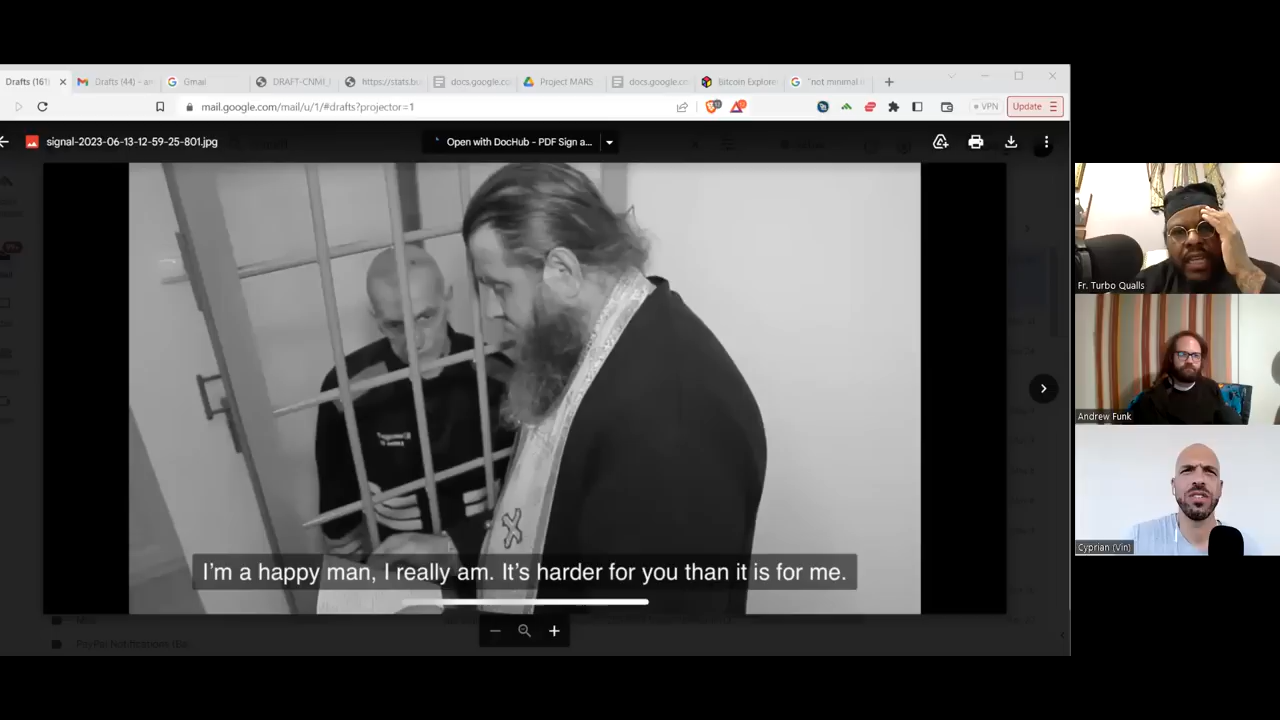 Drafts (161)
Drafts (44) – an
Gmail
DRAFT-CNMI_
https://stats.bu
docs.google.co
Project MARS
docs.google.co
Bitcoin Explore
"not minimal i
mail.google.com/mail/u/1/#drafts?projector=1
VPN
Update
signal-2023-06-13-12-59-25-801.jpg
Open with DocHub - PDF Sign a...
I'm a happy man, I really am. It's harder for you than it is for me.
Fr. Turbo Qualls
Andrew Funk
Cyprian (Vin)